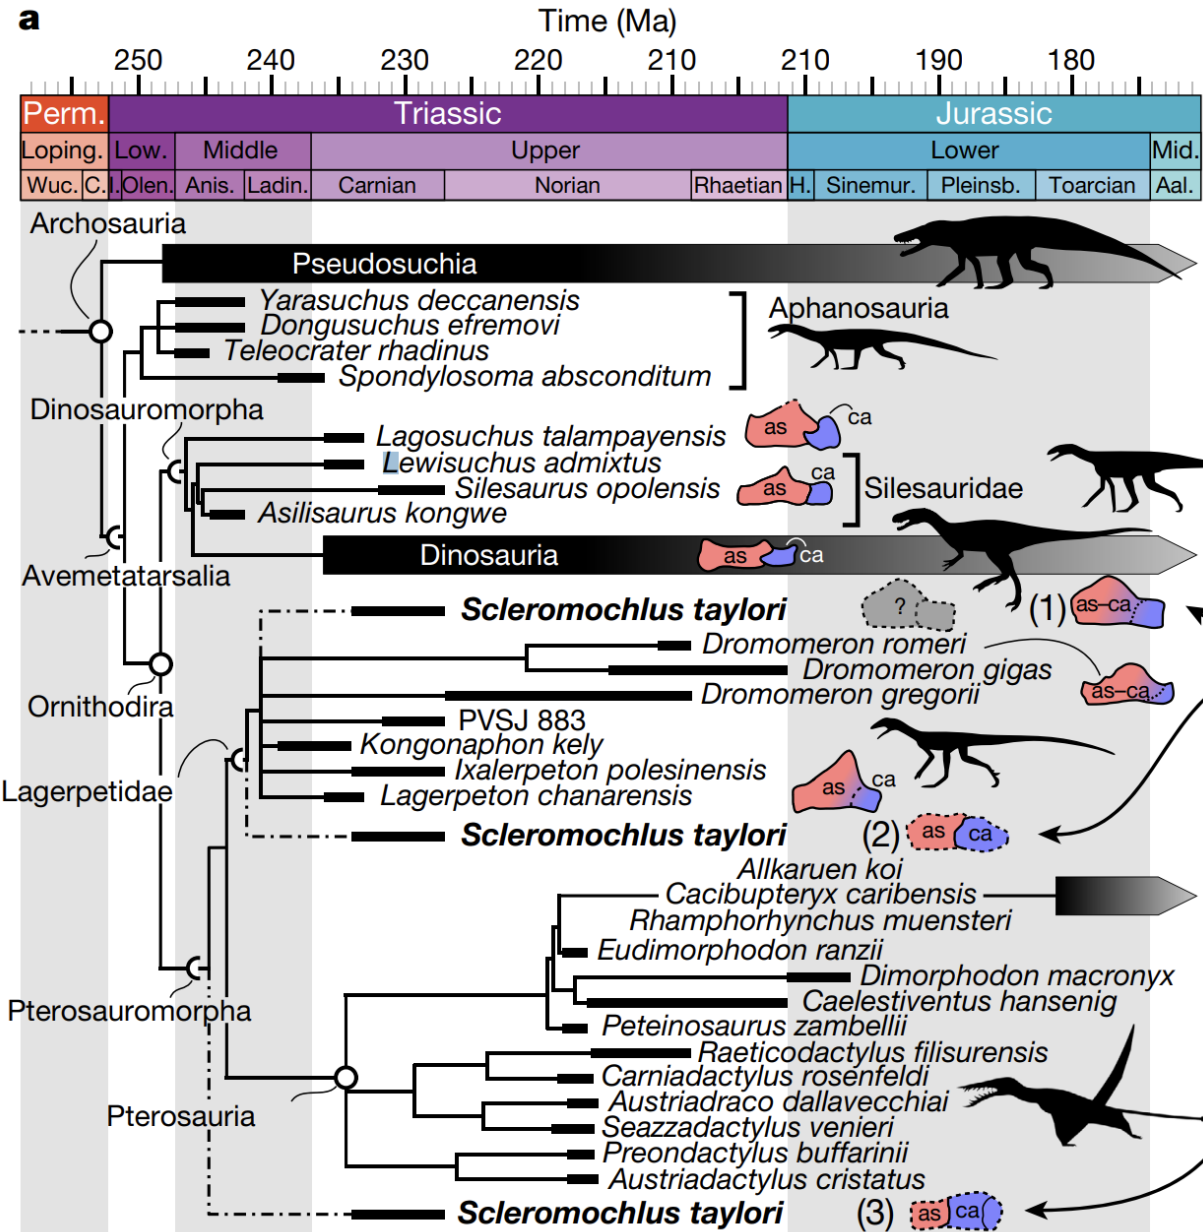 a
Time (Ma)
250 240 230 220 210 210 190 180
Perm. Triassic Jurassic
Loping. Low. Middle Upper Lower Mid.
Wuc. C. I. Olen. Anis. Ladin. Carnian Norian Rhaetian H. Sinemur. Pleinsb. Toarcian Aal.
Archosauria
Pseudosuchia
Yarasuchus deccanensis
Aphanosauria
Dongusuchus efremovi
Teleocrater rhadinus
Spondylosoma absconditum
Dinosauromorpha
Lagosuchus talampayensis as ca
Lewisuchus admixtus
Silesaurus opolensis as ca Silesauridae
Asilisaurus kongwe
Dinosauria as ca
Avemetatarsalia
Scleromochlus taylori ? (1) as–ca
Dromomeron romeri
Dromomeron gigas
Dromomeron gregorii as–ca
Ornithodira
PVSJ 883
Kongonaphon kely
Ixalerpeton polesinensis
Lagerpetidae
Lagerpeton chanarensis as ca
Scleromochlus taylori (2) as ca
Allkaruen koi
Cacibupteryx caribensis
Rhamphorhynchus muensteri
Eudimorphodon ranzii
Dimorphodon macronyx
Caelestiventus hansenig
Pterosauromorpha
Peteinosaurus zambellii
Raeticodactylus filisurensis
Carniadactylus rosenfeldi
Austriadraco dallavecchiai
Pterosauria
Seazzadactylus venieri
Preondactylus buffarinii
Austriadactylus cristatus
Scleromochlus taylori (3) as ca